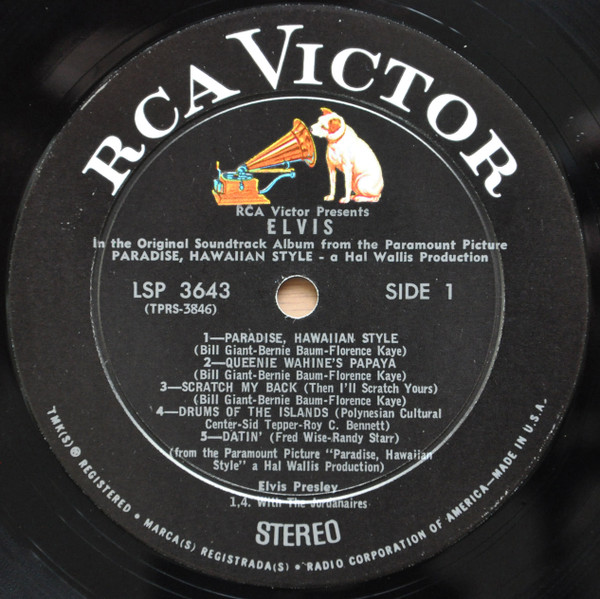 RCA VICTOR
RCA Victor Presents
ELVIS
In the Original Soundtrack Album from the Paramount Picture
PARADISE, HAWAIIAN STYLE - a Hal Wallis Production
LSP 3643
(TPRS-3846)
SIDE 1
1—PARADISE, HAWAIIAN STYLE
(Bill Giant-Bernie Baum-Florence Kaye)
2—QUEENIE WAHINE'S PAPAYA
(Bill Giant-Bernie Baum-Florence Kaye)
3—SCRATCH MY BACK (Then I'll Scratch Yours)
(Bill Giant-Bernie Baum-Florence Kaye)
4—DRUMS OF THE ISLANDS (Polynesian Cultural
Center-Sid Tepper-Roy C. Bennett)
5—DATIN' (Fred Wise-Randy Starr)
(from the Paramount Picture "Paradise, Hawaiian
Style" a Hal Wallis Production)
Elvis Presley
1,4. With The Jordanaires
STEREO
TMK(S) ® REGISTERED • MARCA(S) REGISTRADA(S) • RADIO CORPORATION OF AMERICA—MADE IN U.S.A.